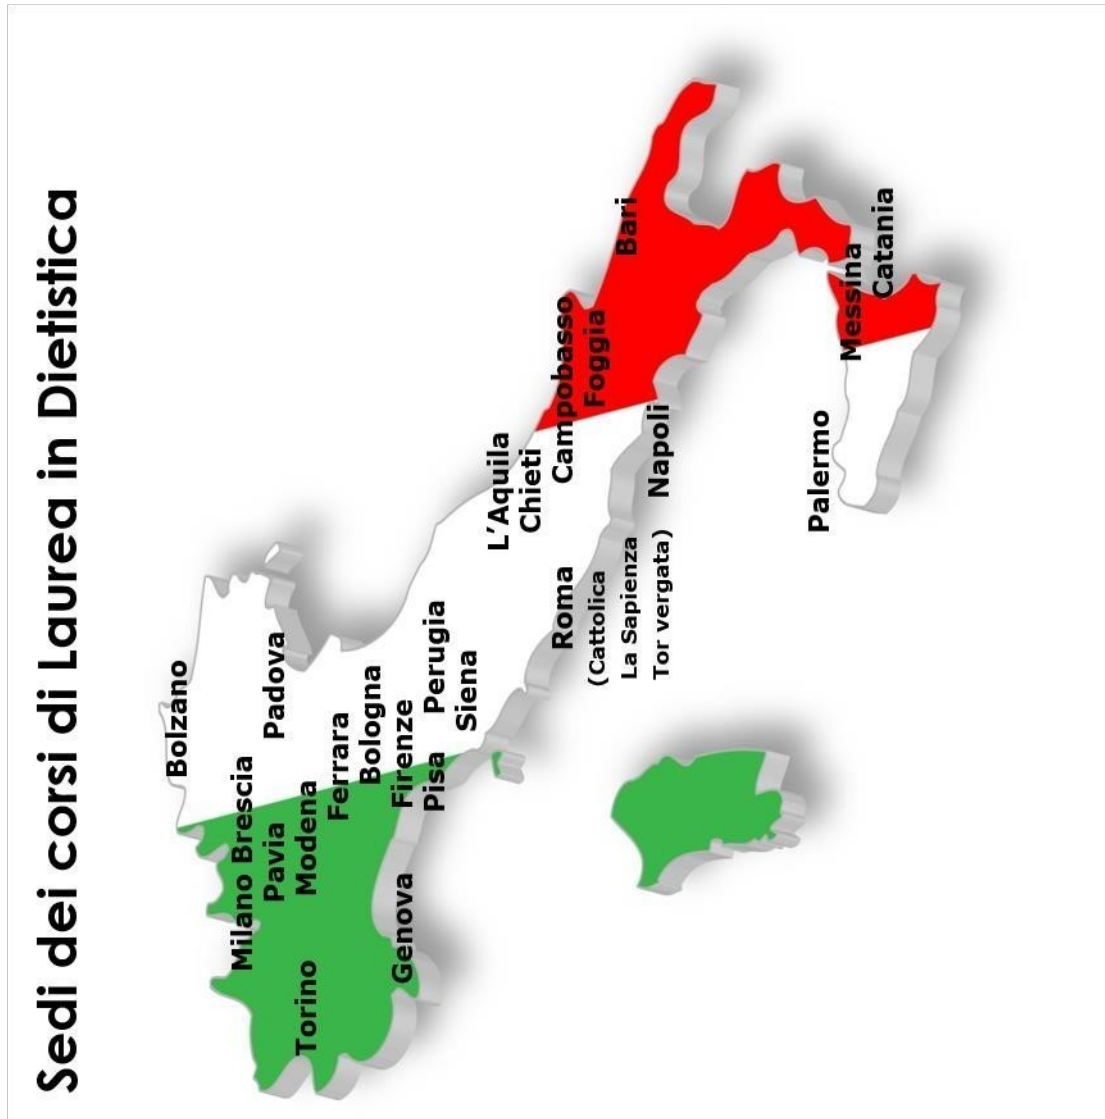 Sedi dei corsi di Laurea in Dietistica
Bolzano
Milano Brescia
Pavia
Padova
Torino
Modena
Ferrara
Bologna
Genova
Firenze
Pisa
Perugia
Siena
L'Aquila
Chieti
Roma
(Cattolica
La Sapienza
Tor vergata)
Campobasso
Foggia
Bari
Napoli
Palermo
Messina
Catania